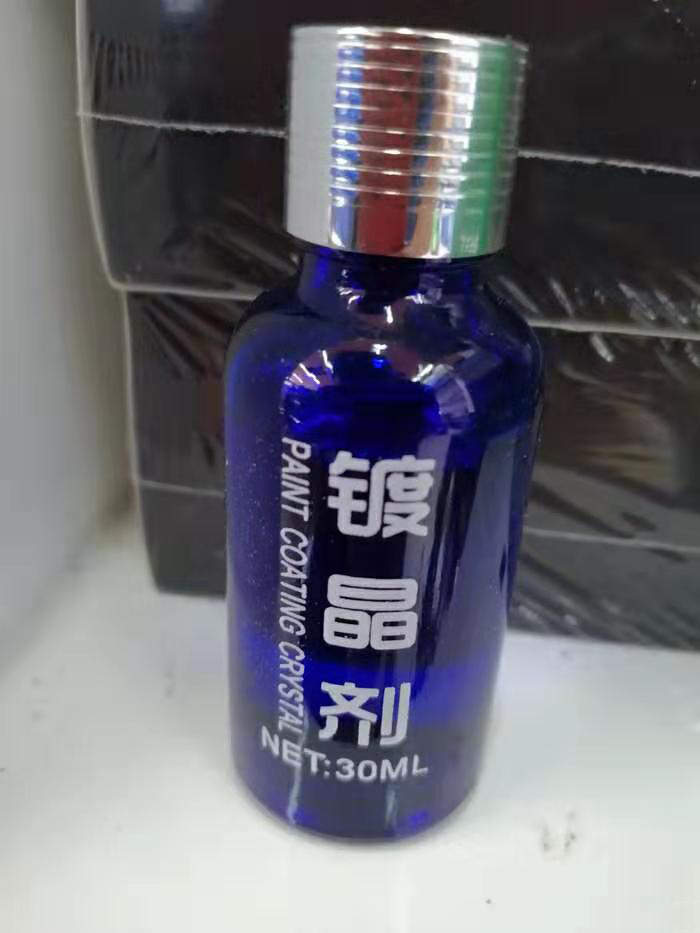 镀晶剂
PAINT COATING CRYSTAL
NET:30ML